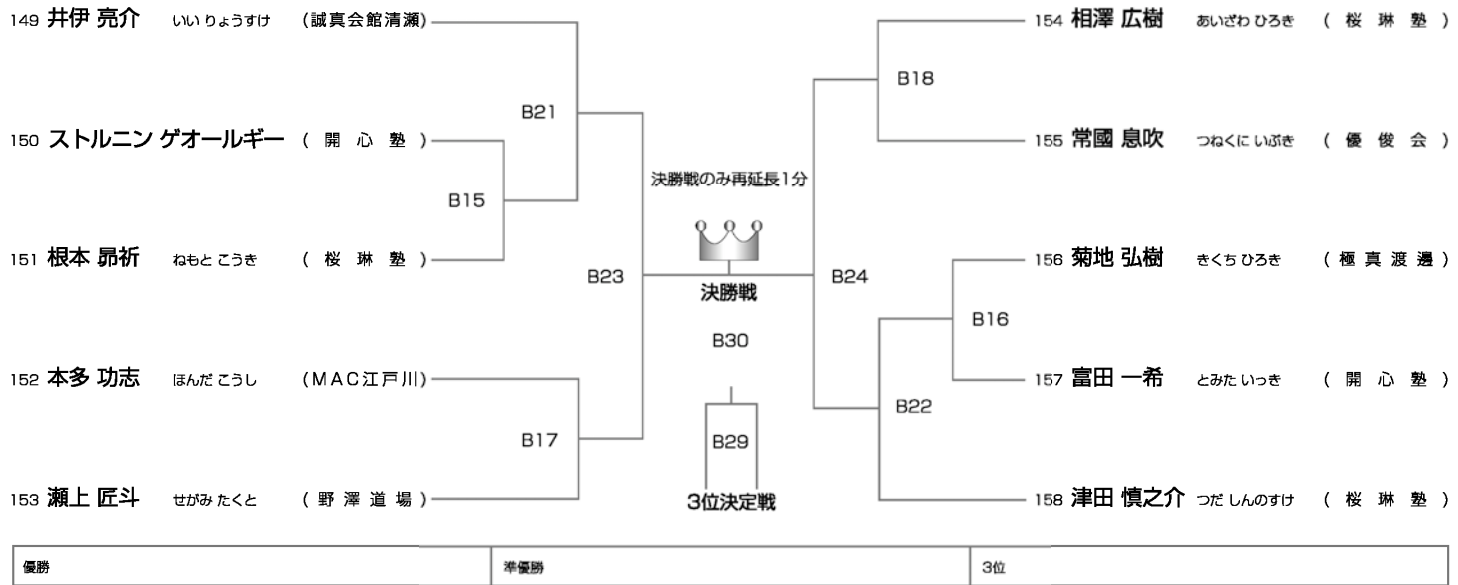 149 井伊 亮介 いい りょうすけ (誠真会館清瀬)
B21
150 ストルニン ゲオールギー ( 開 心 塾 )
B15
151 根本 昴祈 ねもと こうき ( 桜 琳 塾 )
B23
152 本多 功志 ほんだ こうし (MAC江戸川)
B17
153 瀬上 匠斗 せがみ たくと ( 野 澤 道 場 )
決勝戦のみ再延長1分
決勝戦
B30
B29
3位決定戦
154 相澤 広樹 あいざわ ひろき ( 桜 琳 塾 )
B18
155 常國 息吹 つねくに いぶき ( 優 俊 会 )
B24
156 菊地 弘樹 きくち ひろき ( 極 真 渡 邊 )
B16
157 富田 一希 とみた いっき ( 開 心 塾 )
B22
158 津田 慎之介 つだ しんのすけ ( 桜 琳 塾 )
優勝
準優勝
3位